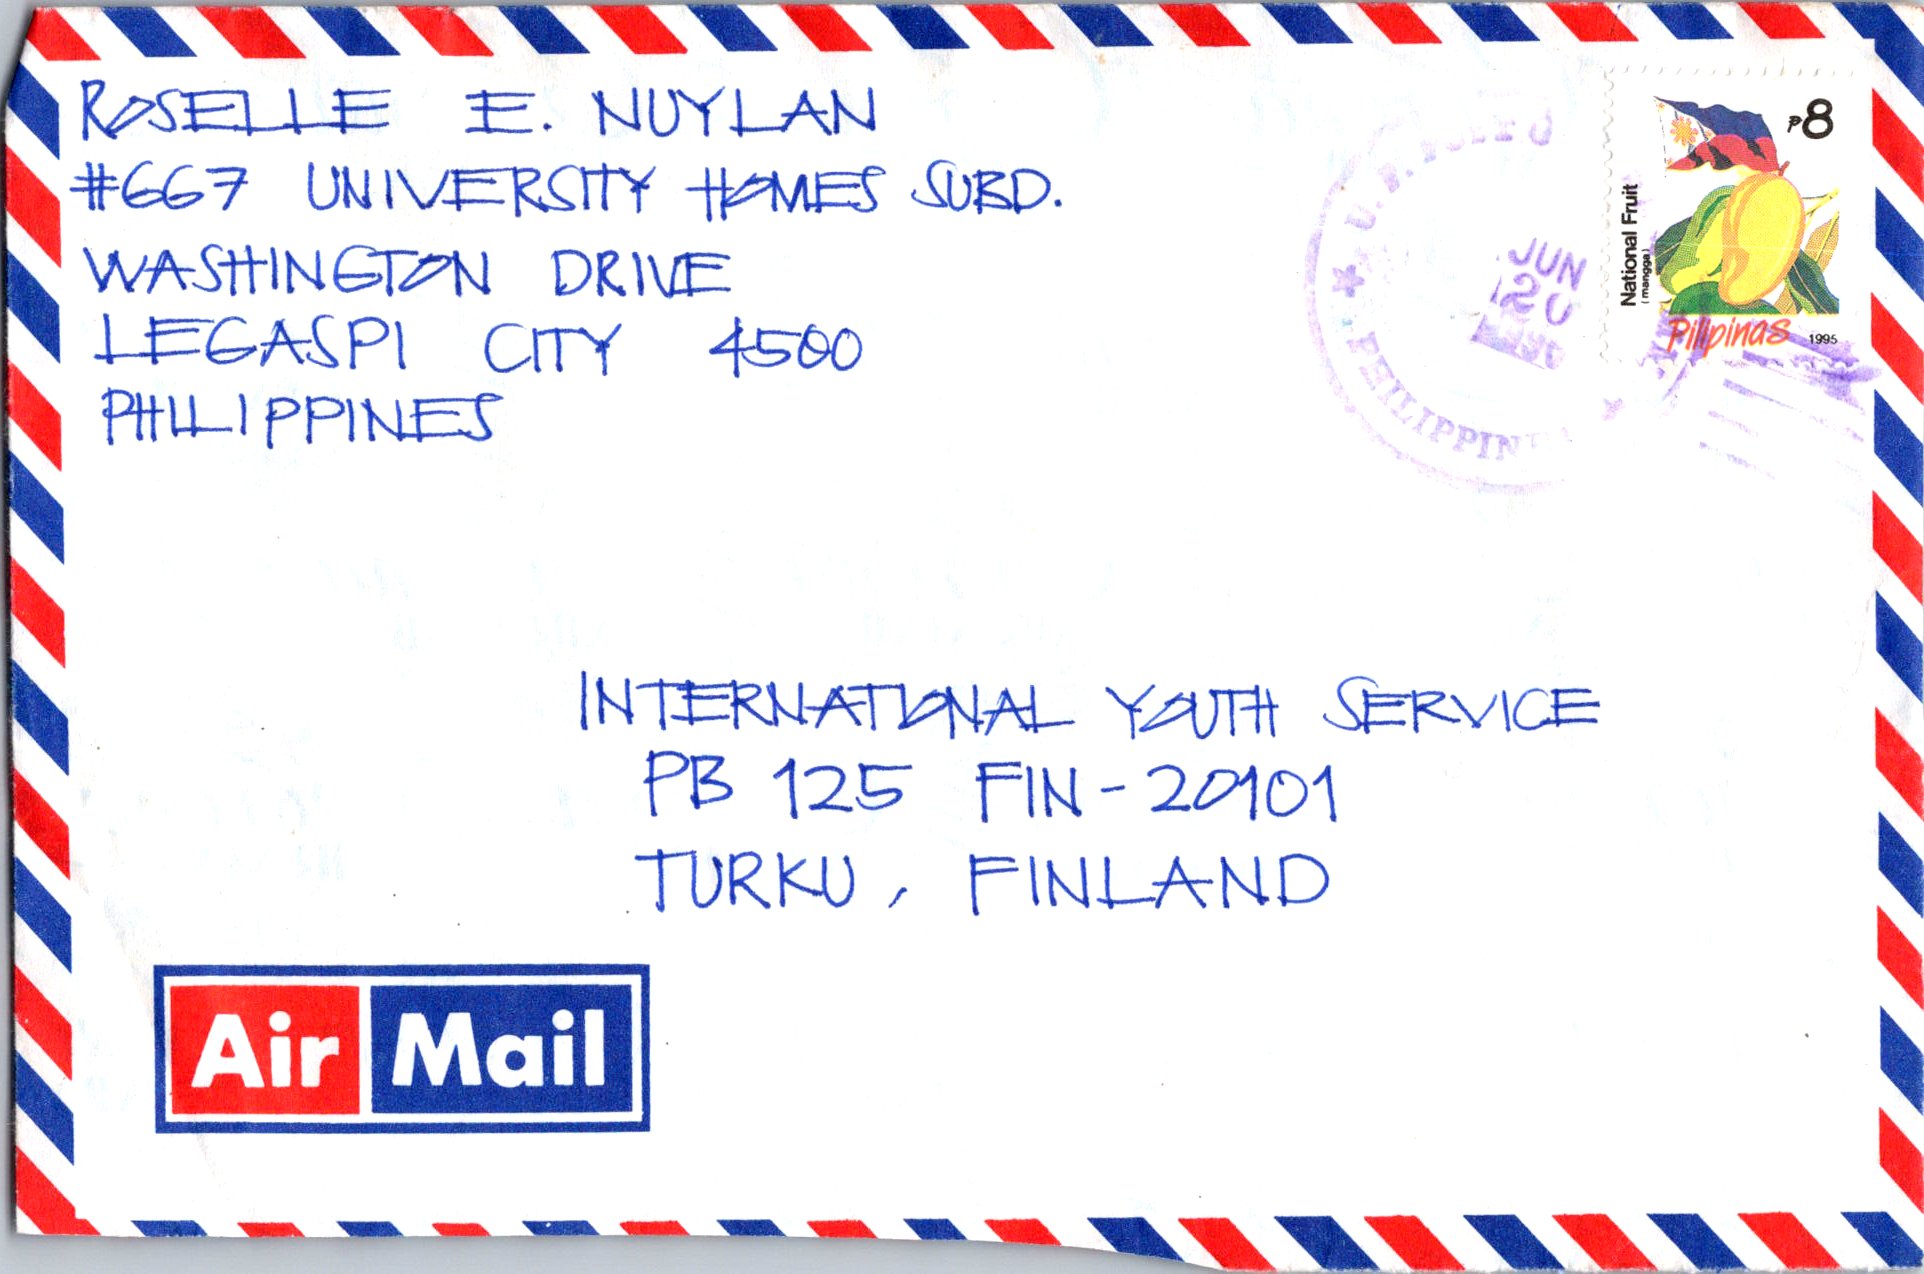 ROSELLE E. NUYLAN
#667 UNIVERSITY HOMES SUBD.
WASHINGTON DRIVE
LEGASPI CITY 4500
PHILIPPINES
JUN
20
₱8
National Fruit
(mangga)
Pilipinas 1995
INTERNATIONAL YOUTH SERVICE
PB 125 FIN-20101
TURKU, FINLAND
Air Mail